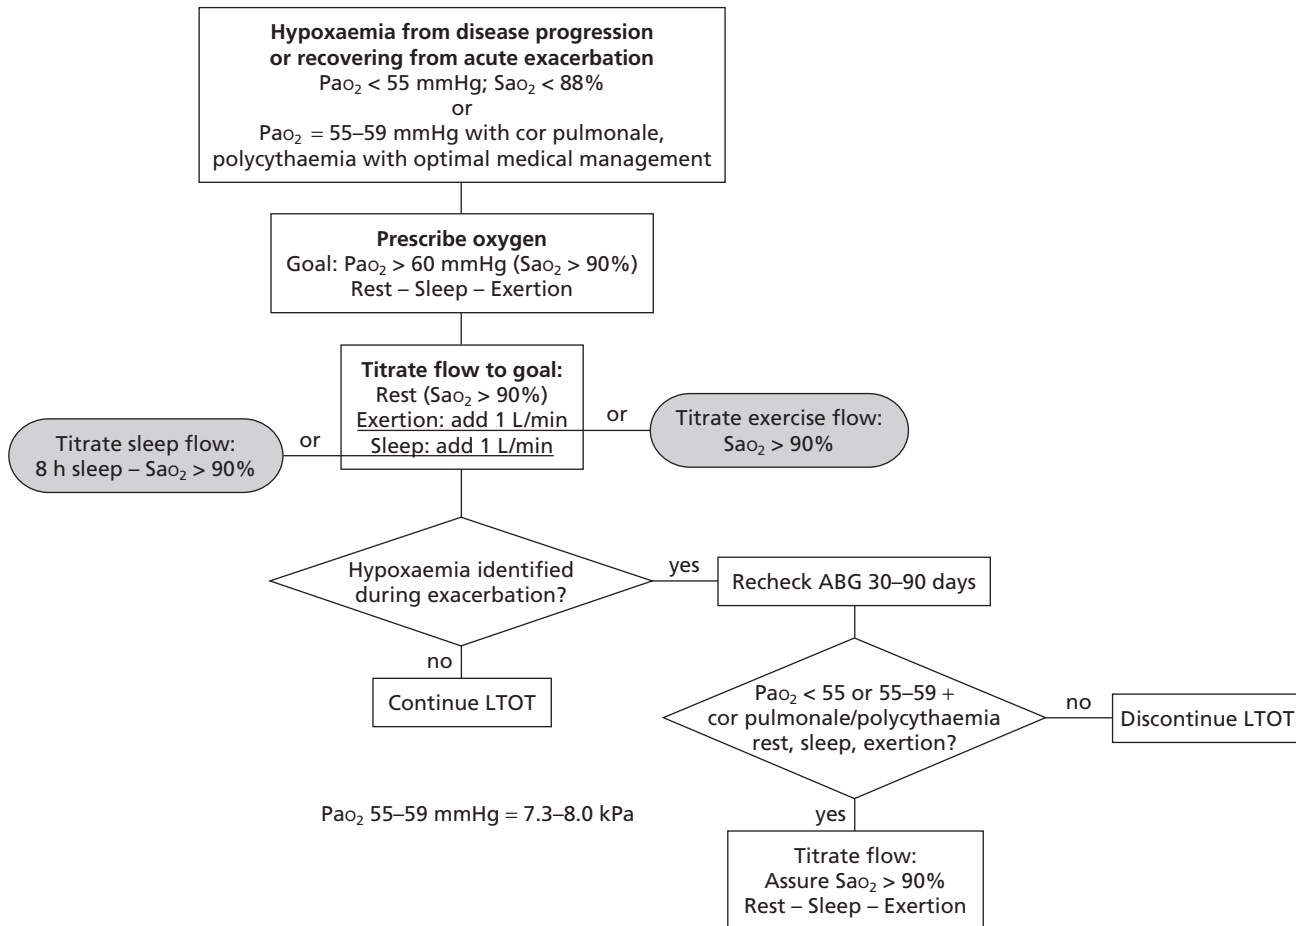 Hypoxaemia from disease progression
or recovering from acute exacerbation
Pao₂ < 55 mmHg; Sao₂ < 88%
or
Pao₂ = 55–59 mmHg with cor pulmonale,
polycythaemia with optimal medical management
Prescribe oxygen
Goal: Pao₂ > 60 mmHg (Sao₂ > 90%)
Rest – Sleep – Exertion
Titrate flow to goal:
Rest (Sao₂ > 90%)
Exertion: add 1 L/min
Sleep: add 1 L/min
or
Titrate exercise flow:
Sao₂ > 90%
or
Titrate sleep flow:
8 h sleep – Sao₂ > 90%
Hypoxaemia identified
during exacerbation?
yes
Recheck ABG 30–90 days
no
Continue LTOT
Pao₂ < 55 or 55–59 +
cor pulmonale/polycythaemia
rest, sleep, exertion?
no
Discontinue LTOT
yes
Titrate flow:
Assure Sao₂ > 90%
Rest – Sleep – Exertion
Pao₂ 55–59 mmHg = 7.3–8.0 kPa